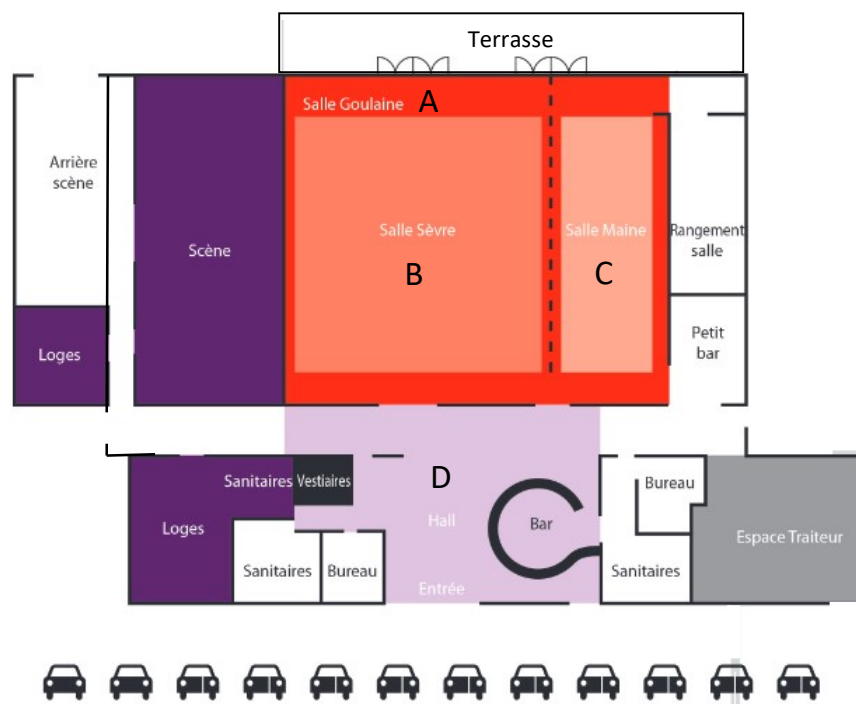 Terrasse
Salle Goulaine A
Arrière
scène
Scène
Salle Sèvre
B
Salle Maine
C
Rangement
salle
Loges
Petit
bar
Sanitaires
Vestiaires
D
Loges
Hall
Bar
Bureau
Espace Traiteur
Sanitaires
Bureau
Sanitaires
Entrée